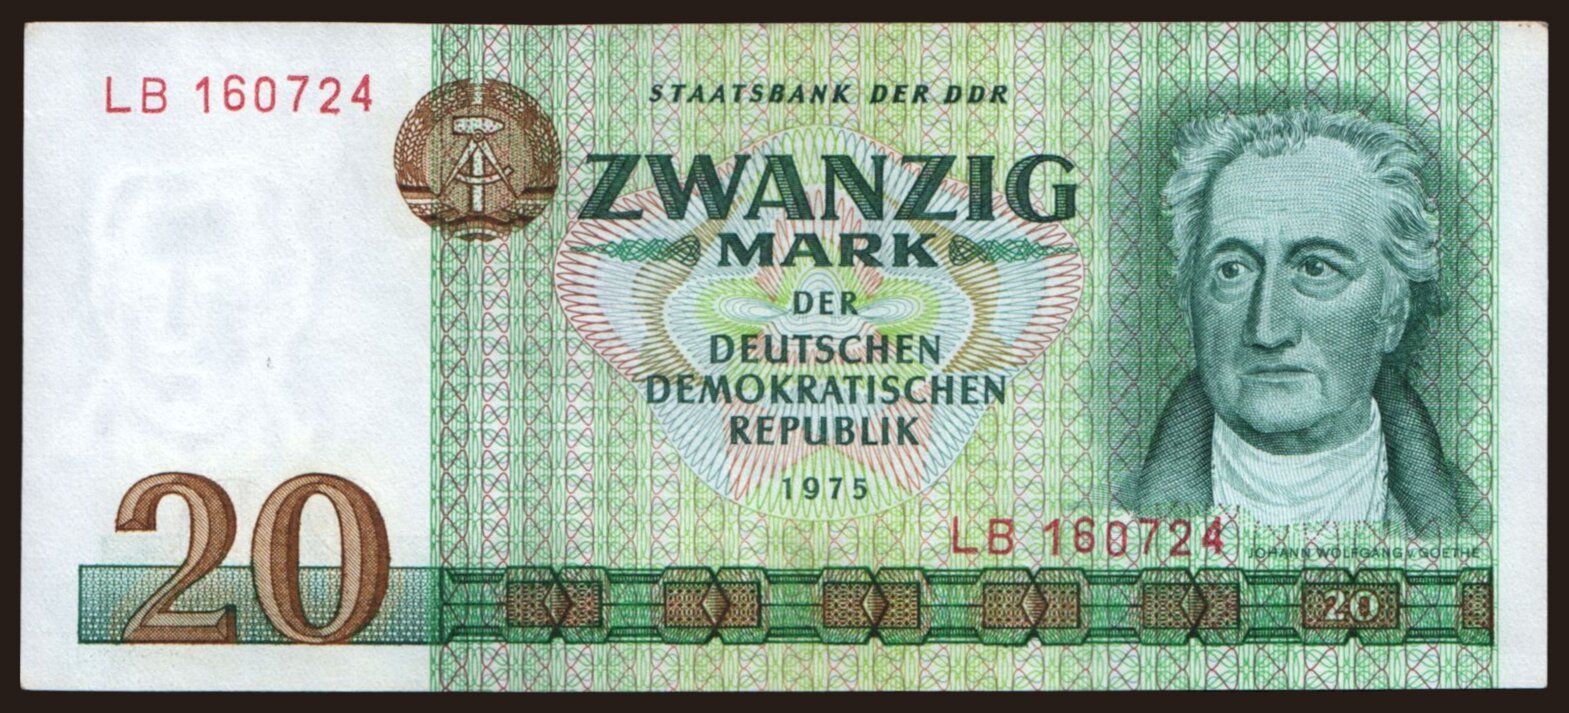 LB 160724
STAATSBANK DER DDR
ZWANZIG
MARK
DER
DEUTSCHEN
DEMOKRATISCHEN
REPUBLIK
1975
LB 160724
JOHANN WOLFGANG v. GOETHE
20
20